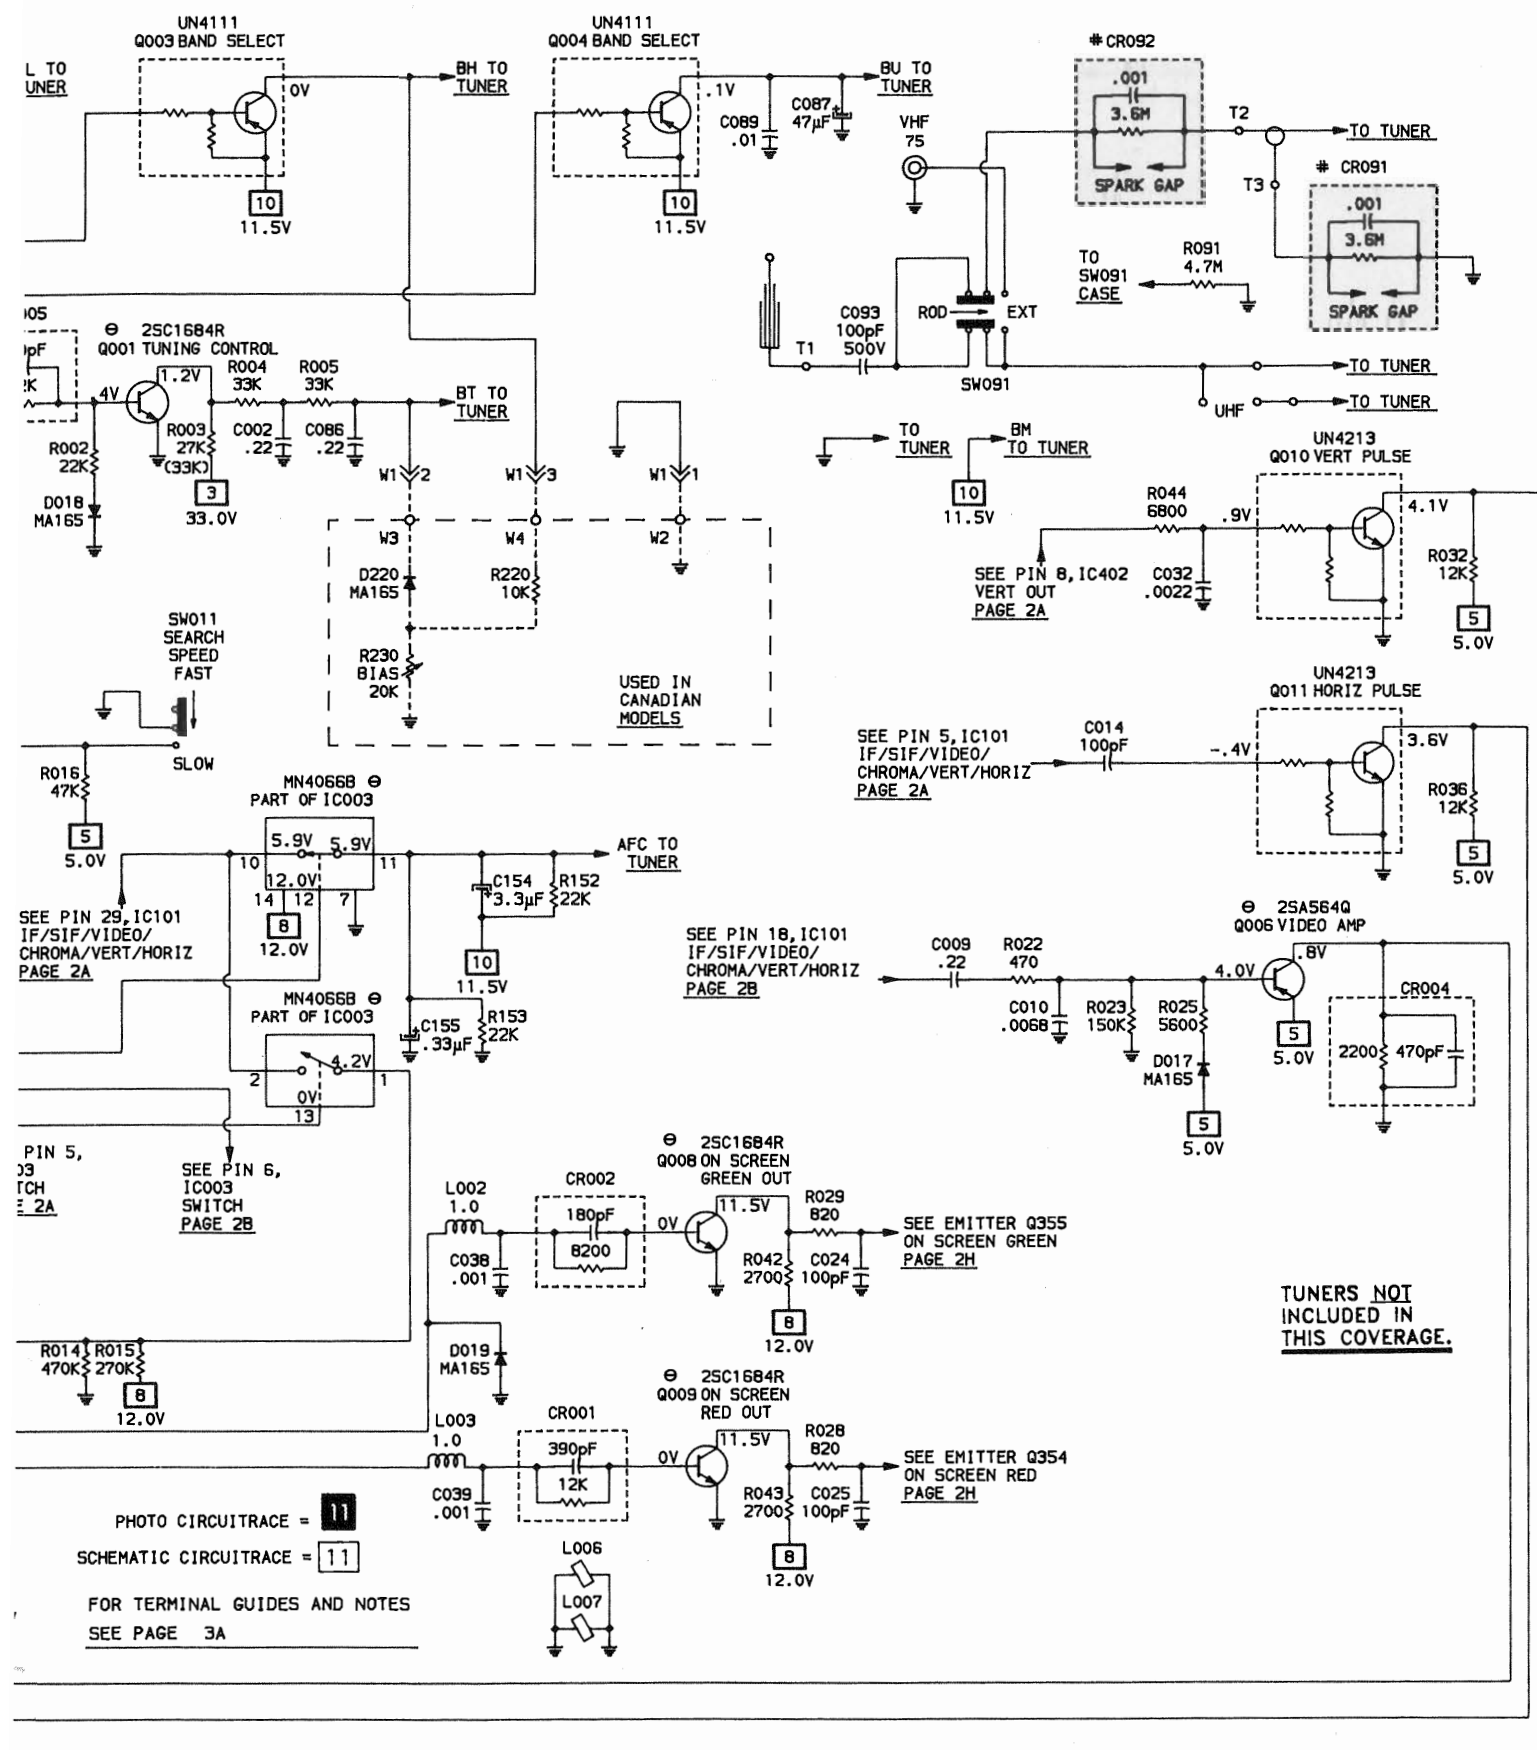 UN4111
Q003 BAND SELECT
L TO
UNER
0V
BH TO
TUNER
10
11.5V
UN4111
Q004 BAND SELECT
.1V
BU TO
TUNER
C089
.01
C087
47µF
10
11.5V
VHF
75
#CR092
.001
3.6M
SPARK GAP
T2
TO TUNER
T3
# CR091
.001
3.6M
SPARK GAP
TO
SW091
CASE
R091
4.7M
ROD
EXT
SW091
C093
100pF
500V
T1
TO TUNER
UHF
TO TUNER
005
pF
K
⊖ 2SC1684R
Q001 TUNING CONTROL
4V
1.2V
R004
33K
R005
33K
BT TO
TUNER
R002
22K
R003
27K
(33K)
C002
.22
C086
.22
D018
MA165
3
33.0V
W1
2
W1
3
W1
1
W3
W4
W2
D220
MA165
R220
10K
R230
BIAS
20K
USED IN
CANADIAN
MODELS
TO
TUNER
BM
TO TUNER
10
11.5V
UN4213
Q010 VERT PULSE
R044
6800
.9V
4.1V
SEE PIN 8,IC402
VERT OUT
PAGE 2A
C032
.0022
R032
12K
5
5.0V
SW011
SEARCH
SPEED
FAST
SLOW
R016
47K
5
5.0V
UN4213
Q011 HORIZ PULSE
SEE PIN 5,IC101
IF/SIF/VIDEO/
CHROMA/VERT/HORIZ
PAGE 2A
C014
100pF
-.4V
3.6V
R036
12K
5
5.0V
MN4066B ⊖
PART OF IC003
5.9V
5.9V
10
11
12.0V
14
12
7
8
12.0V
AFC TO
TUNER
C154
3.3µF
R152
22K
10
11.5V
SEE PIN 29,IC101
IF/SIF/VIDEO/
CHROMA/VERT/HORIZ
PAGE 2A
MN4066B ⊖
PART OF IC003
4.2V
2
1
0V
13
C155
.33µF
R153
22K
SEE PIN 18,IC101
IF/SIF/VIDEO/
CHROMA/VERT/HORIZ
PAGE 2B
C009
.22
R022
470
⊖ 2SA564Q
Q006 VIDEO AMP
4.0V
.8V
C010
.0068
R023
150K
R025
5600
5
5.0V
D017
MA165
5
5.0V
CR004
2200
470pF
PIN 5,
03
TCH
E 2A
SEE PIN 6,
IC003
SWITCH
PAGE 2B
L002
1.0
C038
.001
CR002
180pF
8200
0V
⊖ 2SC1684R
Q008 ON SCREEN
GREEN OUT
11.5V
R029
820
R042
2700
C024
100pF
8
12.0V
SEE EMITTER Q355
ON SCREEN GREEN
PAGE 2H
TUNERS NOT
INCLUDED IN
THIS COVERAGE.
R014
470K
R015
270K
8
12.0V
D019
MA165
L003
1.0
C039
.001
CR001
390pF
12K
0V
⊖ 2SC1684R
Q009 ON SCREEN
RED OUT
11.5V
R028
820
R043
2700
C025
100pF
8
12.0V
SEE EMITTER Q354
ON SCREEN RED
PAGE 2H
PHOTO CIRCUITRACE = 11
SCHEMATIC CIRCUITRACE = 11
L006
L007
FOR TERMINAL GUIDES AND NOTES
SEE PAGE 3A